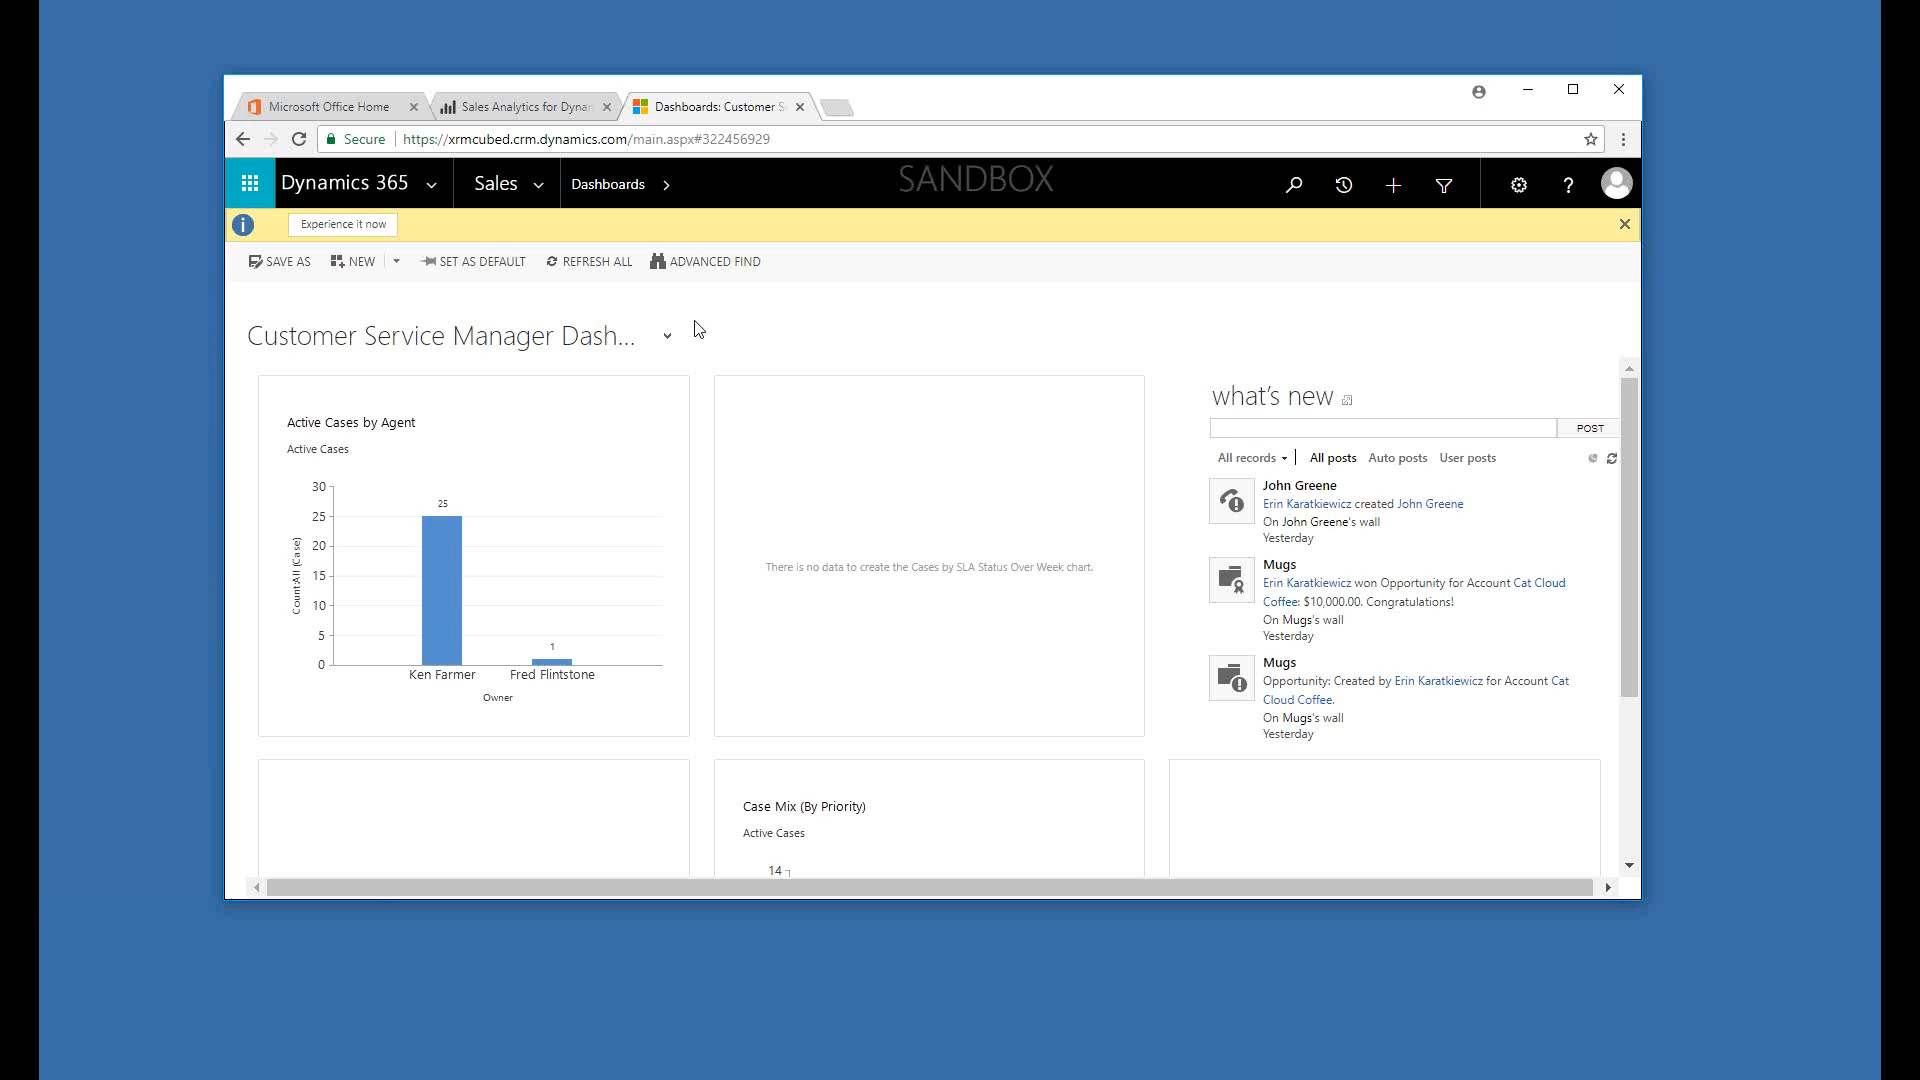 Microsoft Office Home
Sales Analytics for Dynan
Dashboards: Customer S
Secure
https://xrmcubed.crm.dynamics.com/main.aspx#322456929
Dynamics 365
Sales
Dashboards
SANDBOX
Experience it now
SAVE AS
NEW
SET AS DEFAULT
REFRESH ALL
ADVANCED FIND
Customer Service Manager Dash...
Active Cases by Agent
Active Cases
30
25
20
15
10
5
0
CountAll (Case)
25
1
Ken Farmer
Fred Flintstone
Owner
There is no data to create the Cases by SLA Status Over Week chart.
what's new
POST
All records
All posts
Auto posts
User posts
John Greene
Erin Karatkiewicz created John Greene
On John Greene's wall
Yesterday
Mugs
Erin Karatkiewicz won Opportunity for Account Cat Cloud
Coffee: $10,000.00. Congratulations!
On Mugs's wall
Yesterday
Mugs
Opportunity: Created by Erin Karatkiewicz for Account Cat
Cloud Coffee.
On Mugs's wall
Yesterday
Case Mix (By Priority)
Active Cases
14